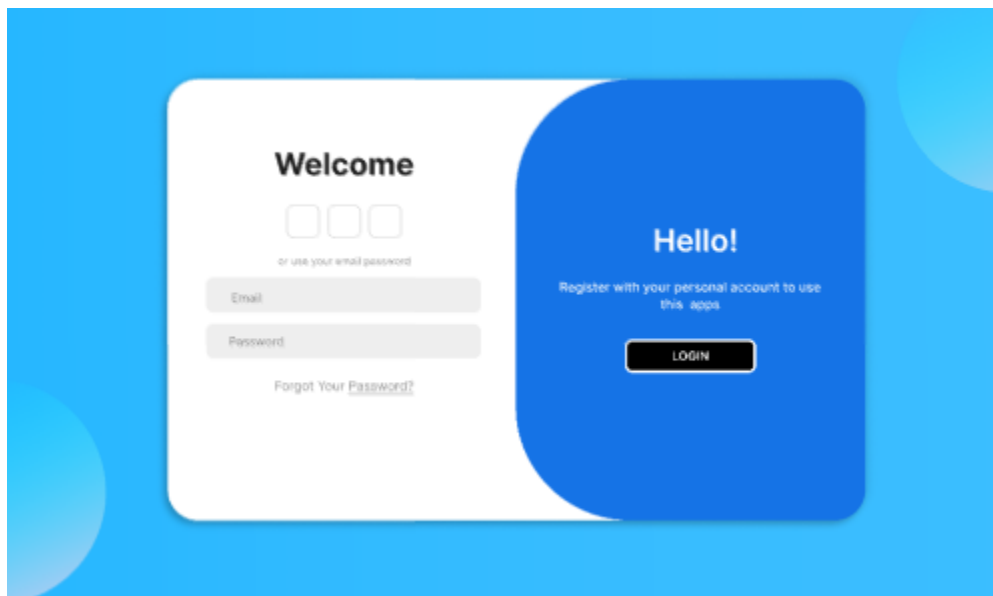 Welcome
or use your email password
Email
Password
Forgot Your Password?
Hello!
Register with your personal account to use
this apps
LOGIN